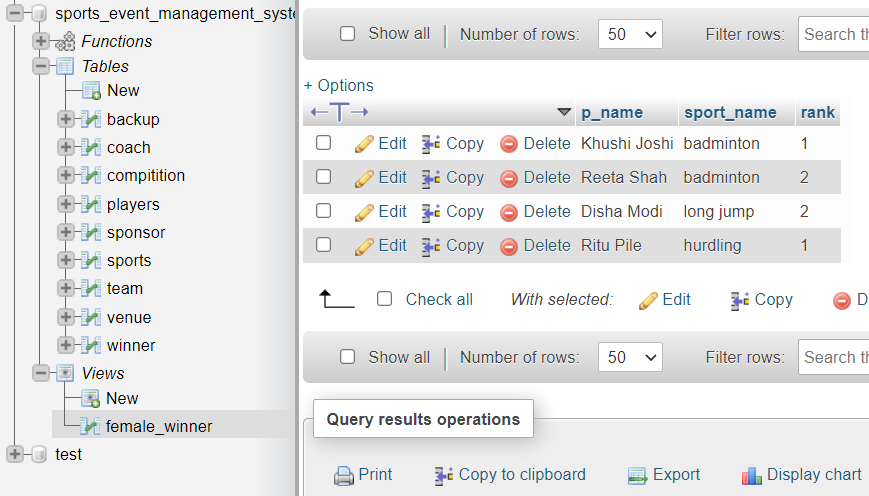 sports_event_management_syste
Functions
Tables
New
backup
coach
compitition
players
sponsor
sports
team
venue
winner
Views
New
female_winner
test
Show all Number of rows: 50 Filter rows: Search th
+ Options
p_name sport_name rank
Edit Copy Delete Khushi Joshi badminton 1
Edit Copy Delete Reeta Shah badminton 2
Edit Copy Delete Disha Modi long jump 2
Edit Copy Delete Ritu Pile hurdling 1
Check all With selected: Edit Copy D
Show all Number of rows: 50 Filter rows: Search th
Query results operations
Print Copy to clipboard Export Display chart